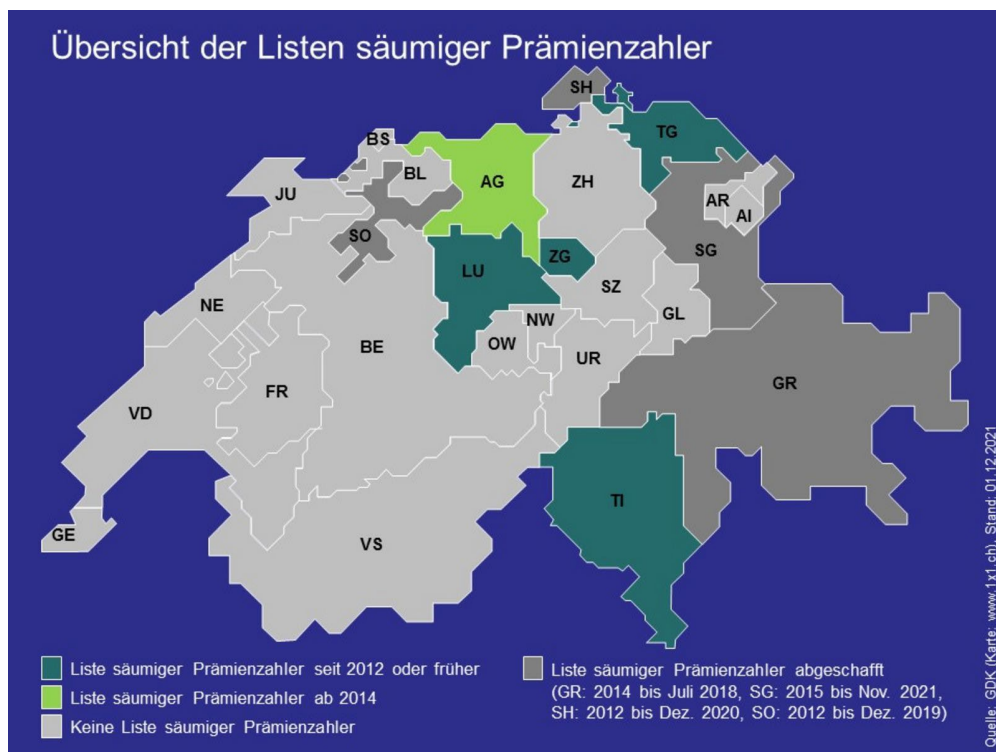 Übersicht der Listen säumiger Prämienzahler
SH
TG
BS
BL
AG
ZH
JU
AR
AI
SO
SG
ZG
LU
SZ
NE
NW
GL
BE
OW
UR
GR
FR
VD
TI
GE
VS
Liste säumiger Prämienzahler seit 2012 oder früher
Liste säumiger Prämienzahler ab 2014
Keine Liste säumiger Prämienzahler
Liste säumiger Prämienzahler abgeschafft
(GR: 2014 bis Juli 2018, SG: 2015 bis Nov. 2021,
SH: 2012 bis Dez. 2020, SO: 2012 bis Dez. 2019)
Quelle: GDK (Karte: www.1x1.ch), Stand: 01.12.2021